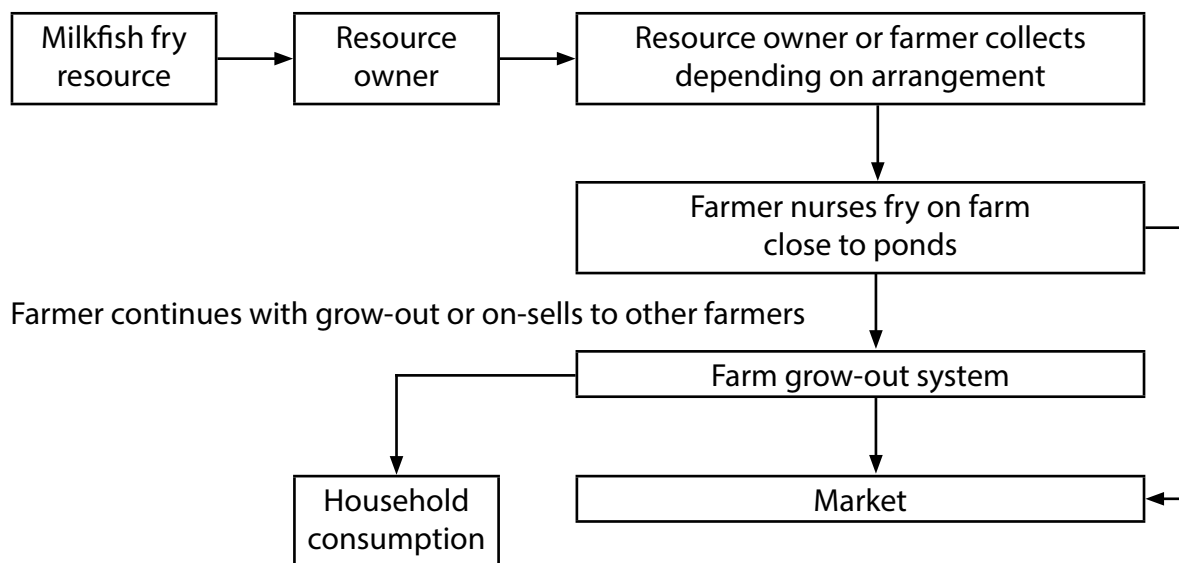 Milkfish fry
resource
Resource
owner
Resource owner or farmer collects
depending on arrangement
Farmer nurses fry on farm
close to ponds
Farmer continues with grow-out or on-sells to other farmers
Farm grow-out system
Household
consumption
Market